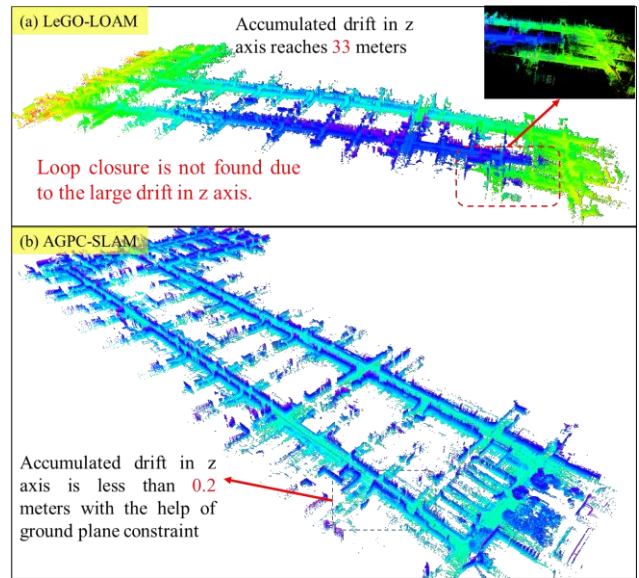 (a) LeGO-LOAM
Accumulated drift in z
axis reaches 33 meters
Loop closure is not found due
to the large drift in z axis.
(b) AGPC-SLAM
Accumulated drift in z
axis is less than 0.2
meters with the help of
ground plane constraint